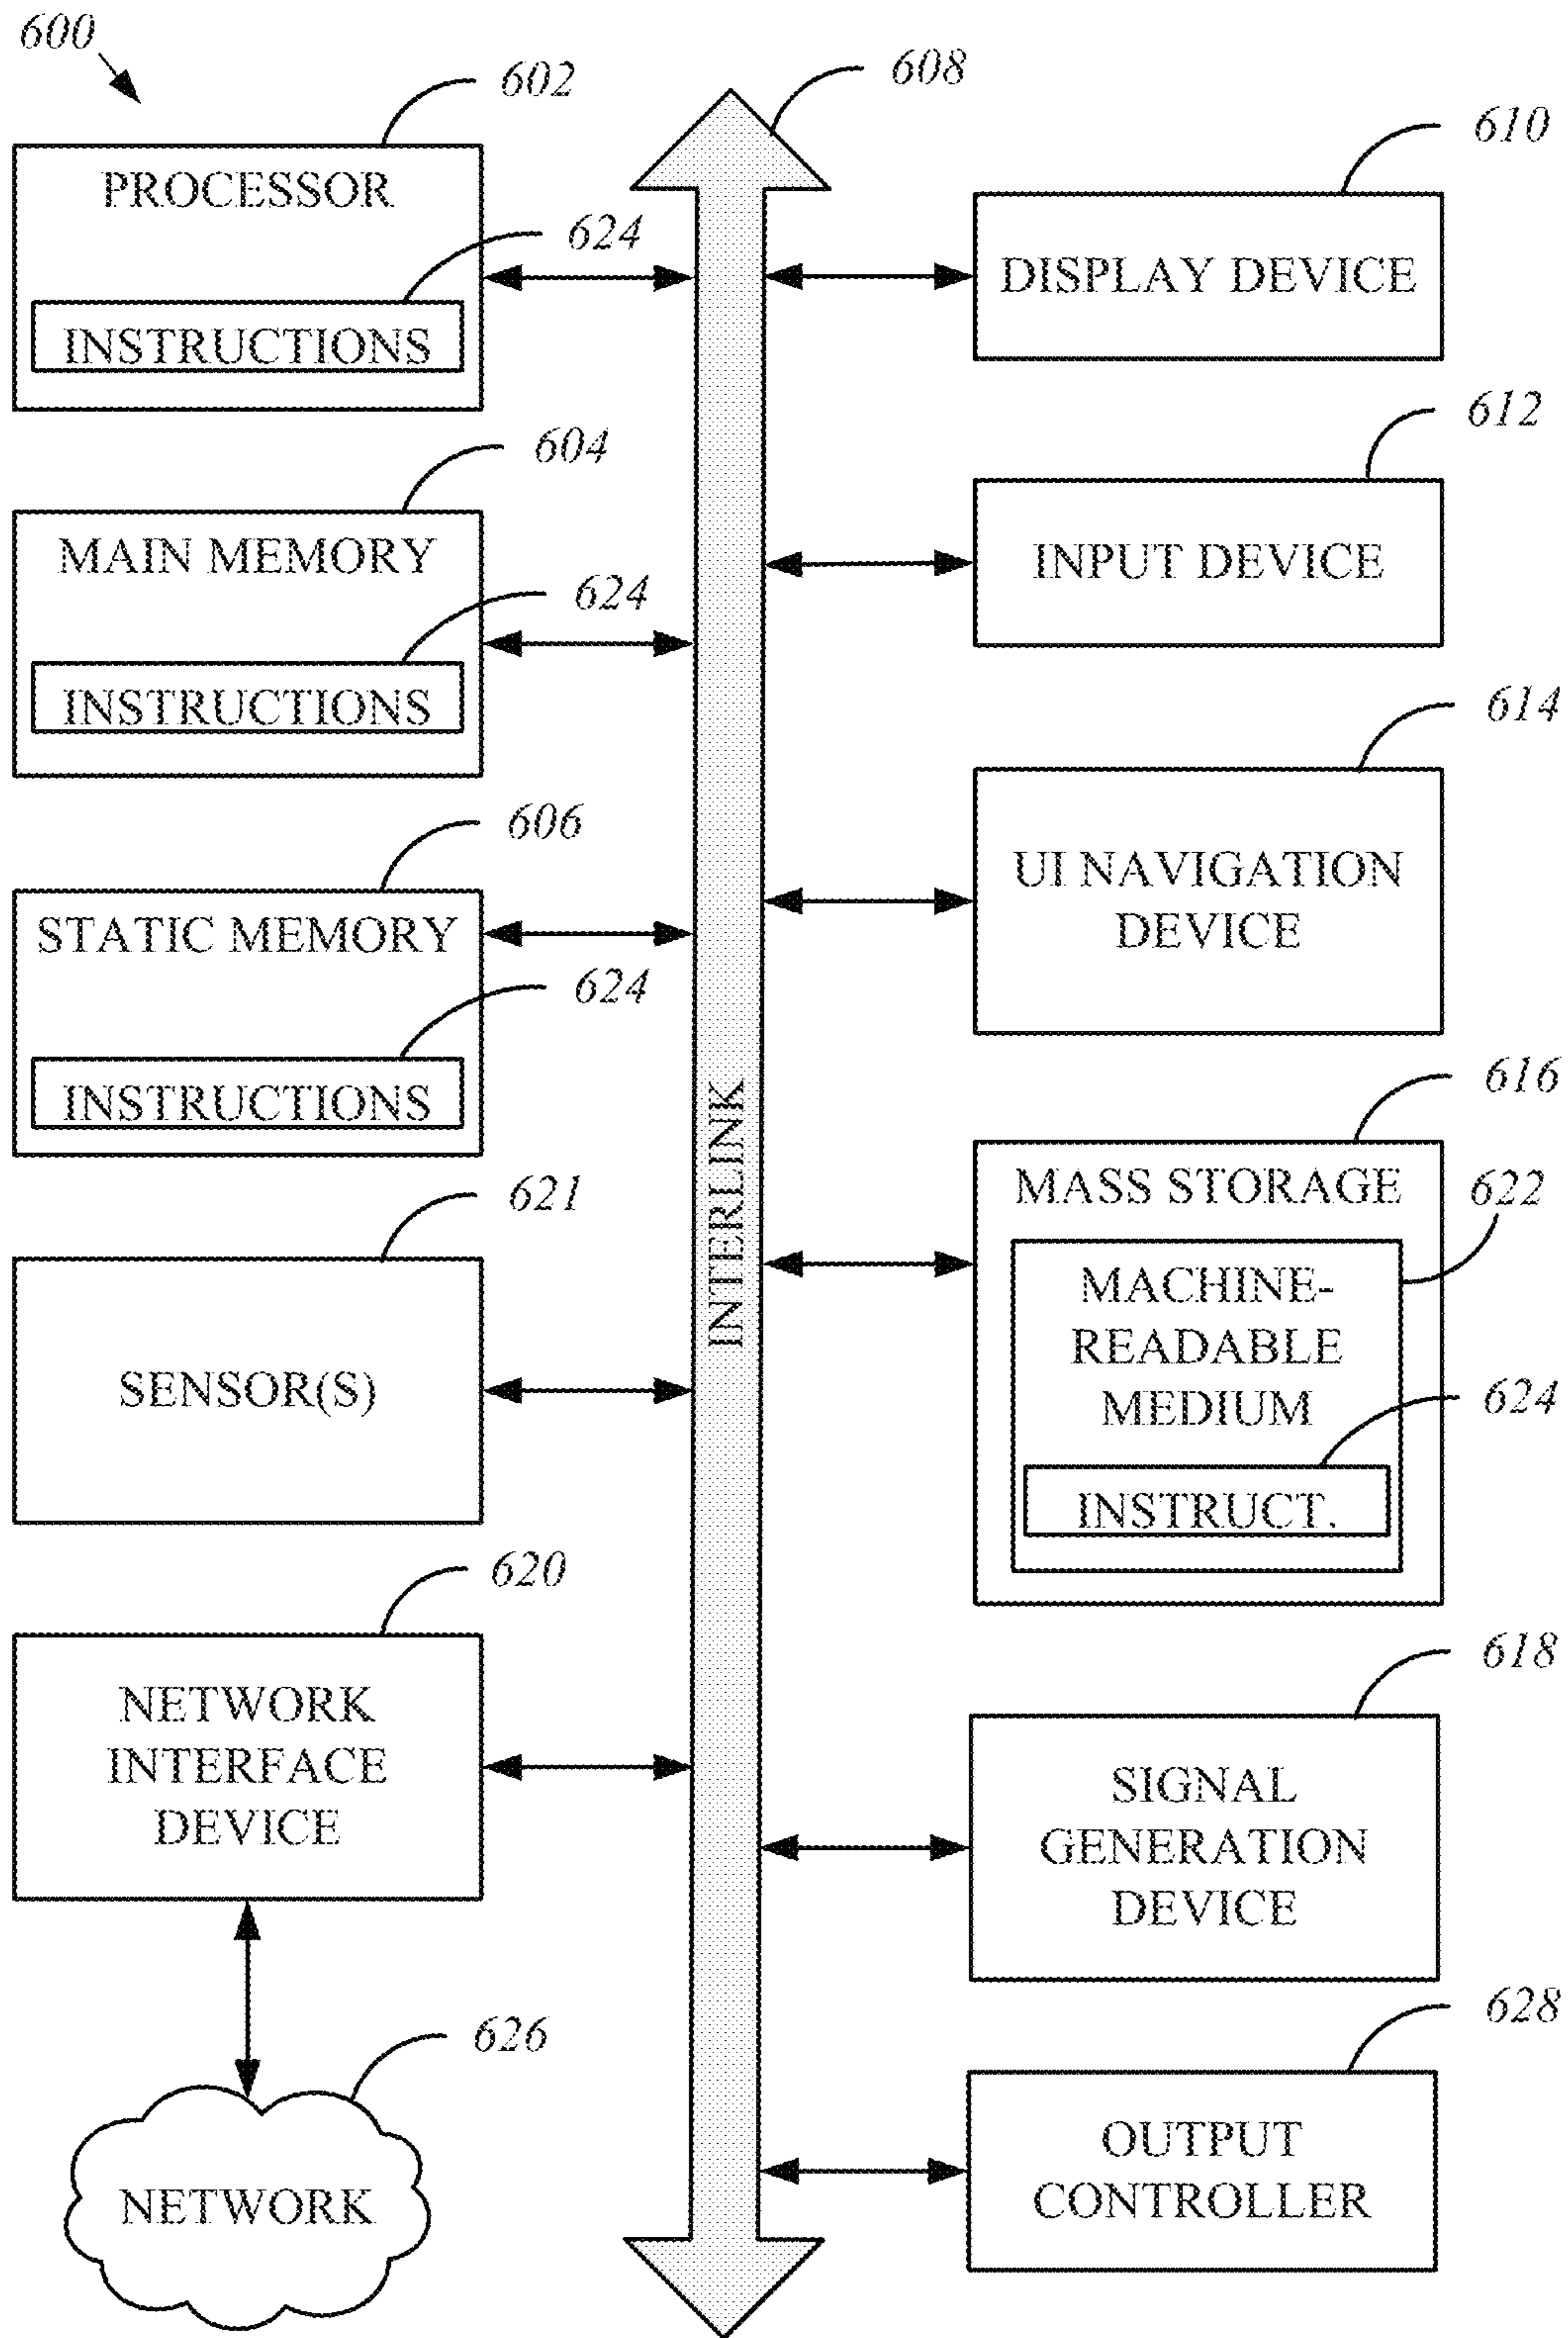 600
602
PROCESSOR
624
INSTRUCTIONS
604
MAIN MEMORY
624
INSTRUCTIONS
606
STATIC MEMORY
624
INSTRUCTIONS
621
SENSOR(S)
620
NETWORK
INTERFACE
DEVICE
626
NETWORK
608
INTERLINK
610
DISPLAY DEVICE
612
INPUT DEVICE
614
UI NAVIGATION
DEVICE
616
MASS STORAGE
622
MACHINE-
READABLE
MEDIUM
624
INSTRUCT.
618
SIGNAL
GENERATION
DEVICE
628
OUTPUT
CONTROLLER